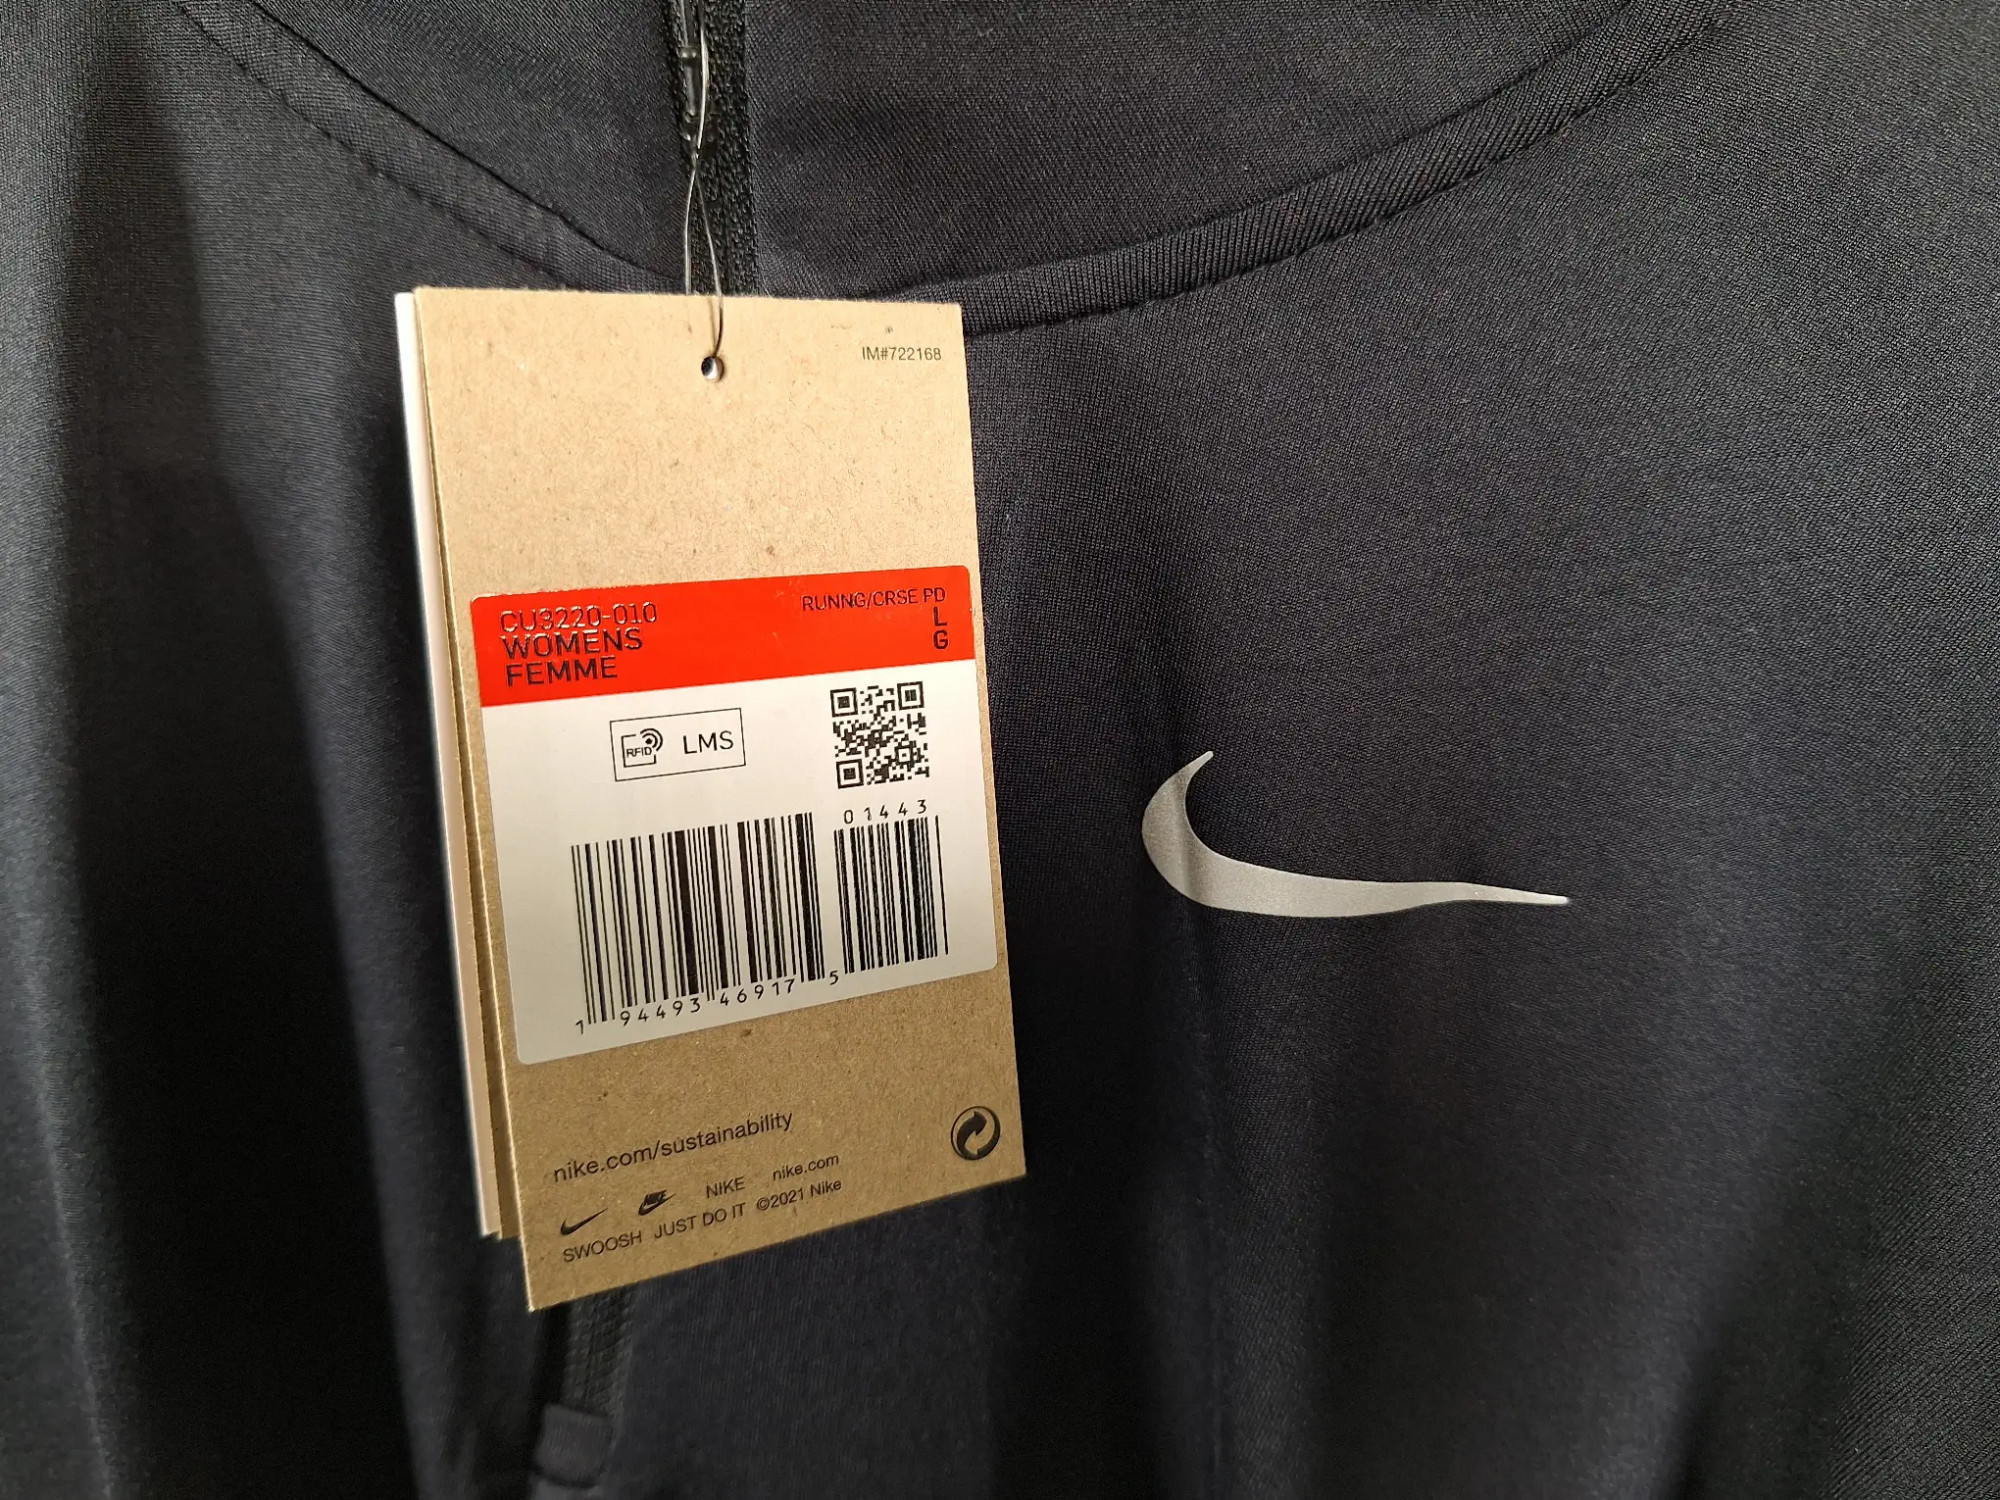 IM#722168
CU3220-010
WOMENS
FEMME
RUNNG/CRSE PD
L
G
RFID LMS
01443
1 94493 46917 5
nike.com/sustainability
NIKE nike.com
SWOOSH JUST DO IT ©2021 Nike